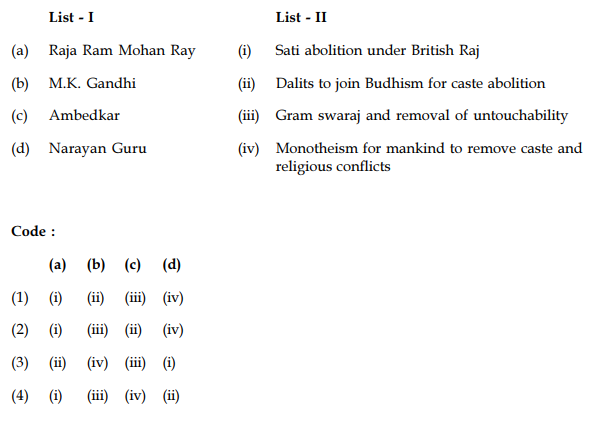 List - I List - II
(a) Raja Ram Mohan Ray (i) Sati abolition under British Raj
(b) M.K. Gandhi (ii) Dalits to join Budhism for caste abolition
(c) Ambedkar (iii) Gram swaraj and removal of untouchability
(d) Narayan Guru (iv) Monotheism for mankind to remove caste and
religious conflicts
Code :
(a) (b) (c) (d)
(1) (i) (ii) (iii) (iv)
(2) (i) (iii) (ii) (iv)
(3) (ii) (iv) (iii) (i)
(4) (i) (iii) (iv) (ii)